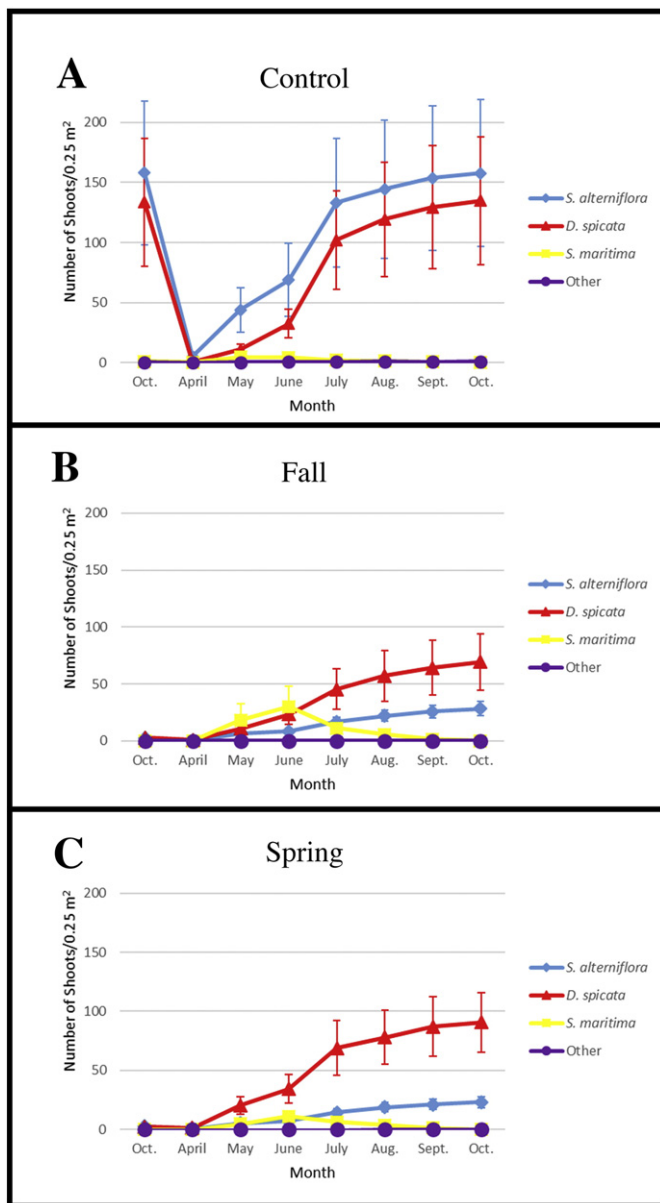 A
Control
Number of Shoots/0.25 m²
200
150
100
50
0
Oct. April May June July Aug. Sept. Oct.
Month
S. alterniflora
D. spicata
S. maritima
Other
B
Fall
Number of Shoots/0.25 m²
200
150
100
50
0
Oct. April May June July Aug. Sept. Oct.
Month
S. alterniflora
D. spicata
S. maritima
Other
C
Spring
Number of Shoots/0.25 m²
200
150
100
50
0
Oct. April May June July Aug. Sept. Oct.
Month
S. alterniflora
D. spicata
S. maritima
Other